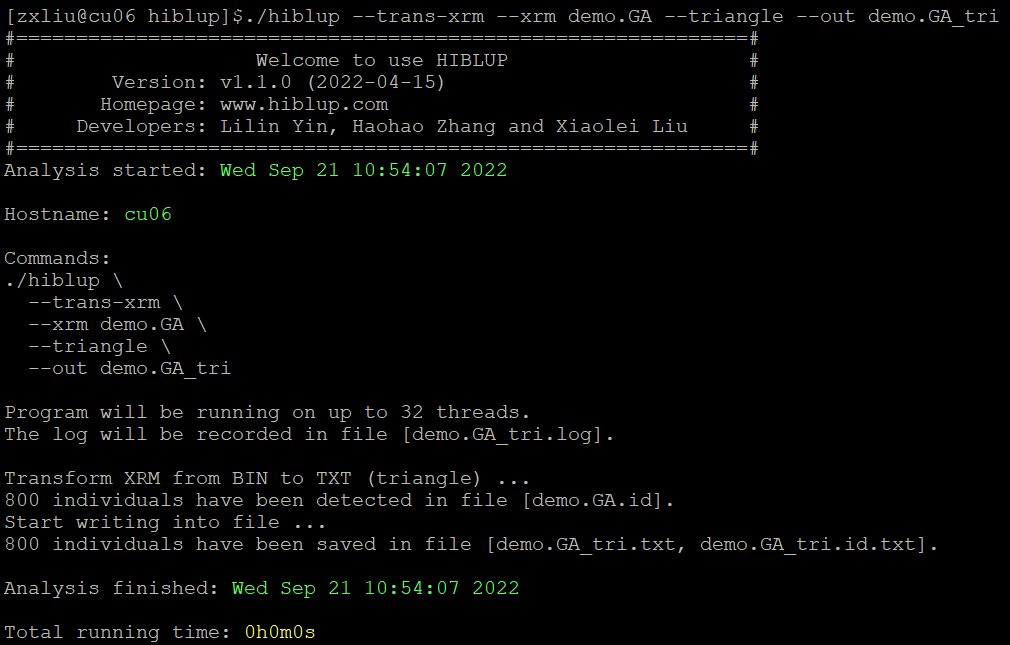 [zxliu@cu06 hiblup]$./hiblup --trans-xrm --xrm demo.GA --triangle --out demo.GA_tri
#=============================================================#
# Welcome to use HIBLUP #
# Version: v1.1.0 (2022-04-15) #
# Homepage: www.hiblup.com #
# Developers: Lilin Yin, Haohao Zhang and Xiaolei Liu #
#=============================================================#
Analysis started: Wed Sep 21 10:54:07 2022
Hostname: cu06
Commands:
./hiblup \
--trans-xrm \
--xrm demo.GA \
--triangle \
--out demo.GA_tri
Program will be running on up to 32 threads.
The log will be recorded in file [demo.GA_tri.log].
Transform XRM from BIN to TXT (triangle) ...
800 individuals have been detected in file [demo.GA.id].
Start writing into file ...
800 individuals have been saved in file [demo.GA_tri.txt, demo.GA_tri.id.txt].
Analysis finished: Wed Sep 21 10:54:07 2022
Total running time: 0h0m0s